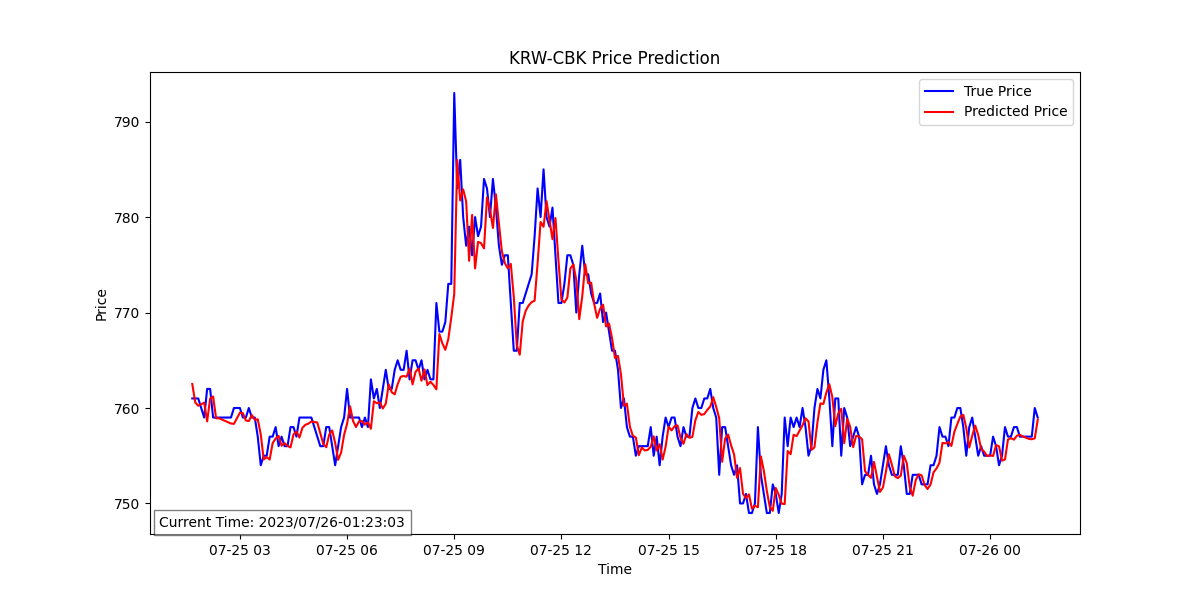 KRW-CBK Price Prediction
True Price
Predicted Price
790
780
770
760
750
Price
Current Time: 2023/07/26-01:23:03
07-25 03 07-25 06 07-25 09 07-25 12 07-25 15 07-25 18 07-25 21 07-26 00
Time